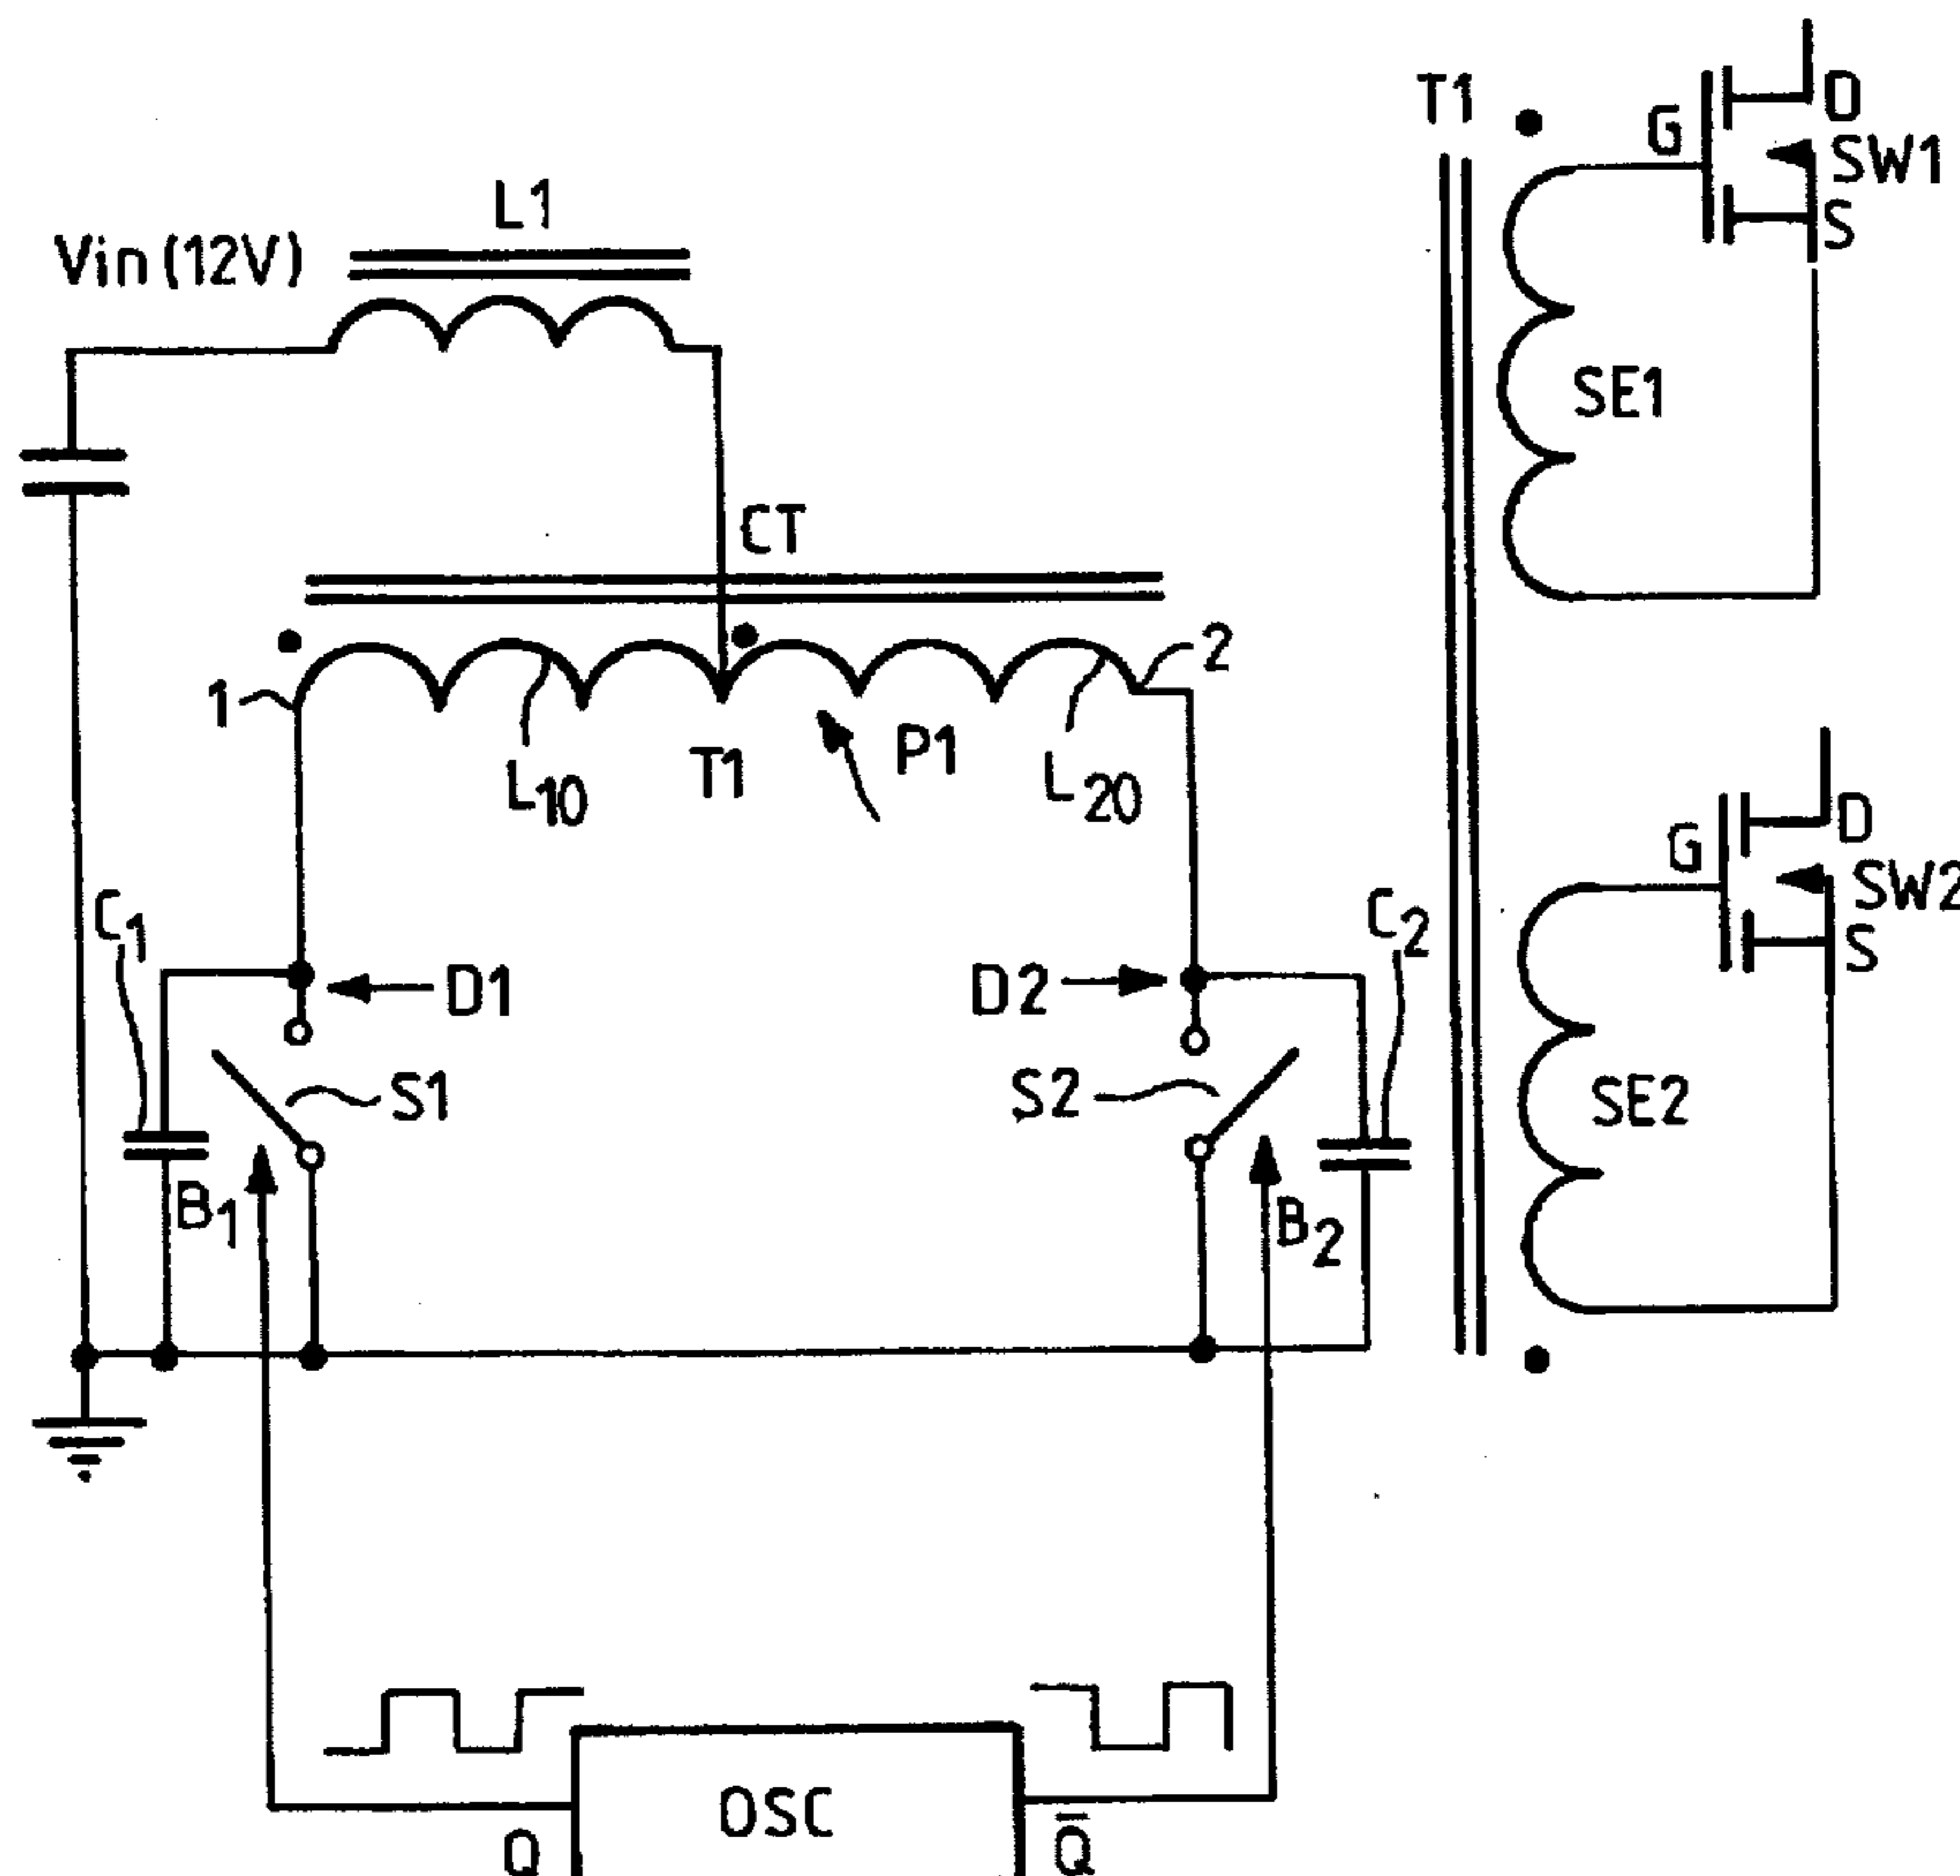 T1
G
D
SW1
S
L1
Vin(12V)
SE1
CT
1
2
L10
T1
P1
L20
G
D
SW2
S
C1
C2
D1
D2
S1
S2
SE2
B1
B2
OSC
Q
Q̅